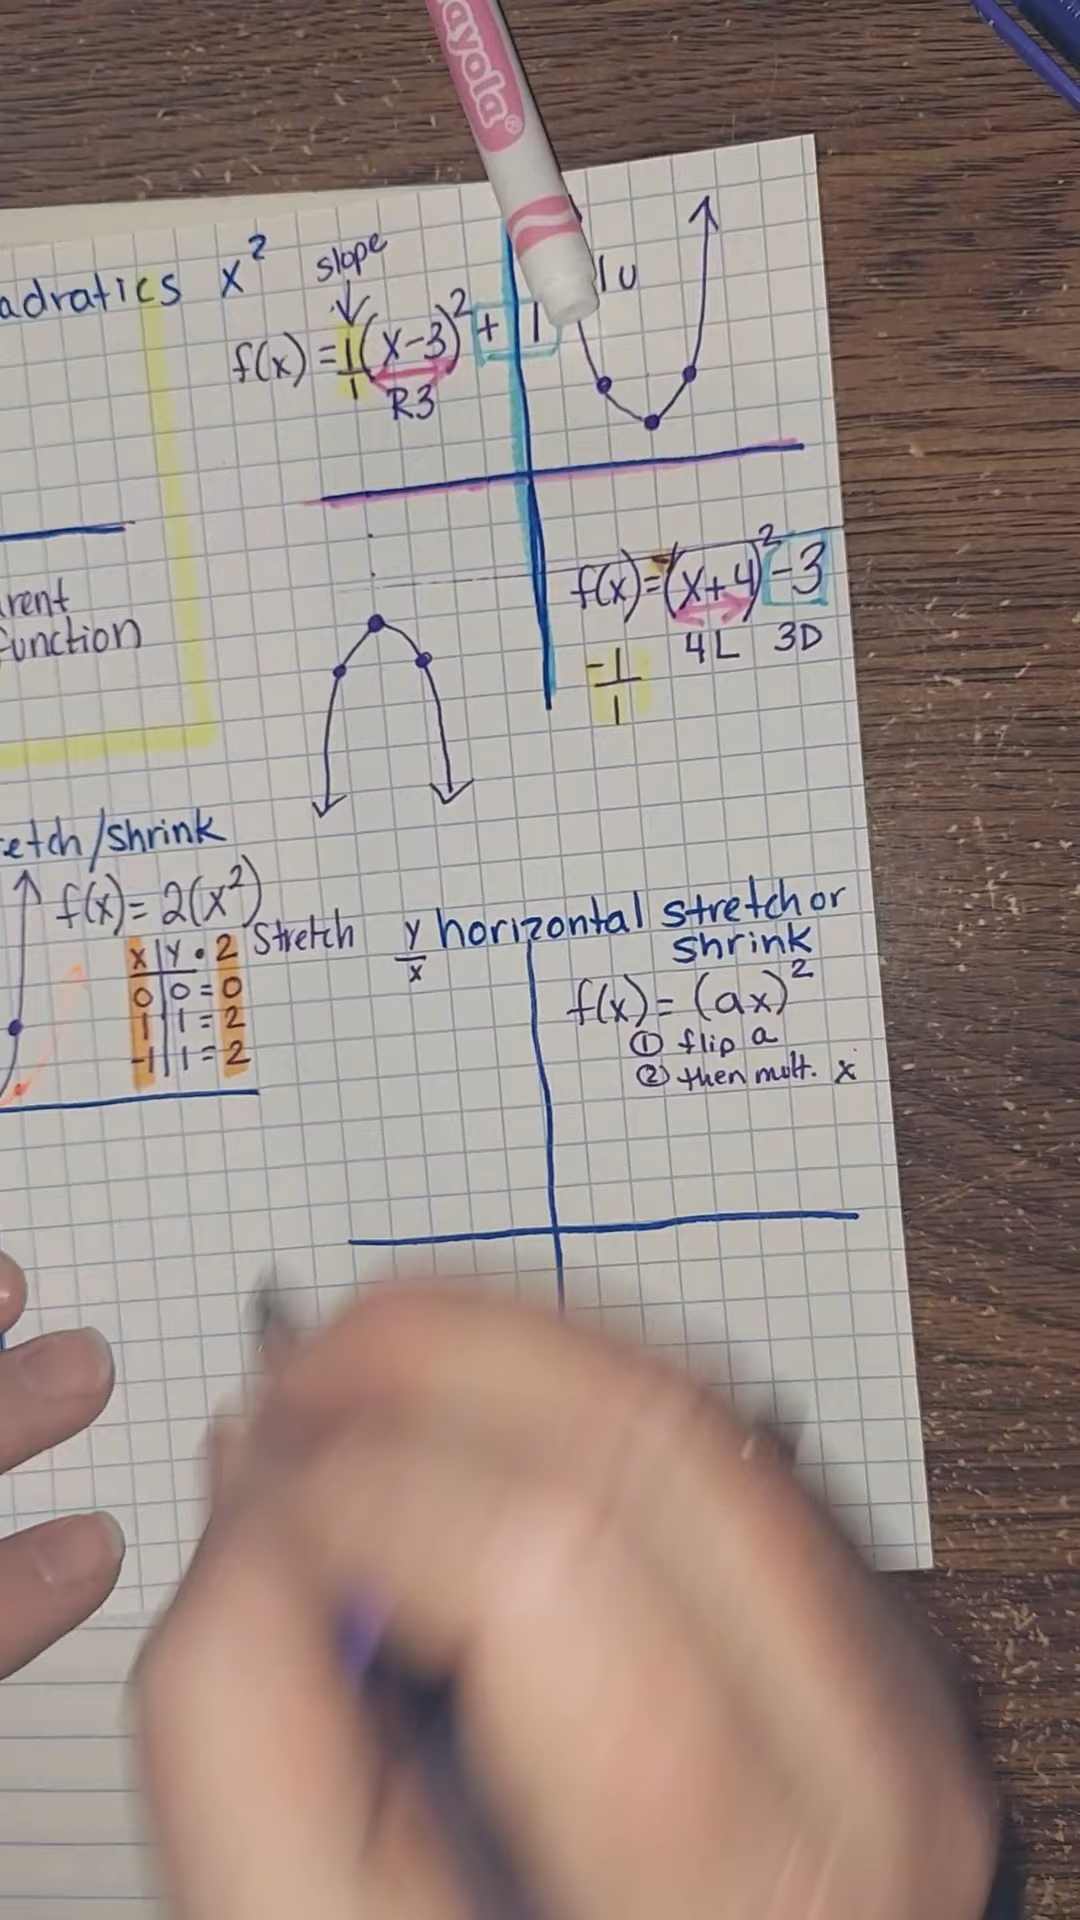 ayola®
adratics x²
slope
f(x) = 1/1 (x-3)² + 1
R3
1U
f(x) = -(x+4)² -3
4L 3D
-1/1
rent
function
etch/shrink
f(x) = 2(x²)
Stretch
x | y • 2
0 | 0 = 0
1 | 1 = 2
-1 | 1 = 2
y/x horizontal stretch or
shrink
f(x) = (ax)²
① flip a
② then mult. x